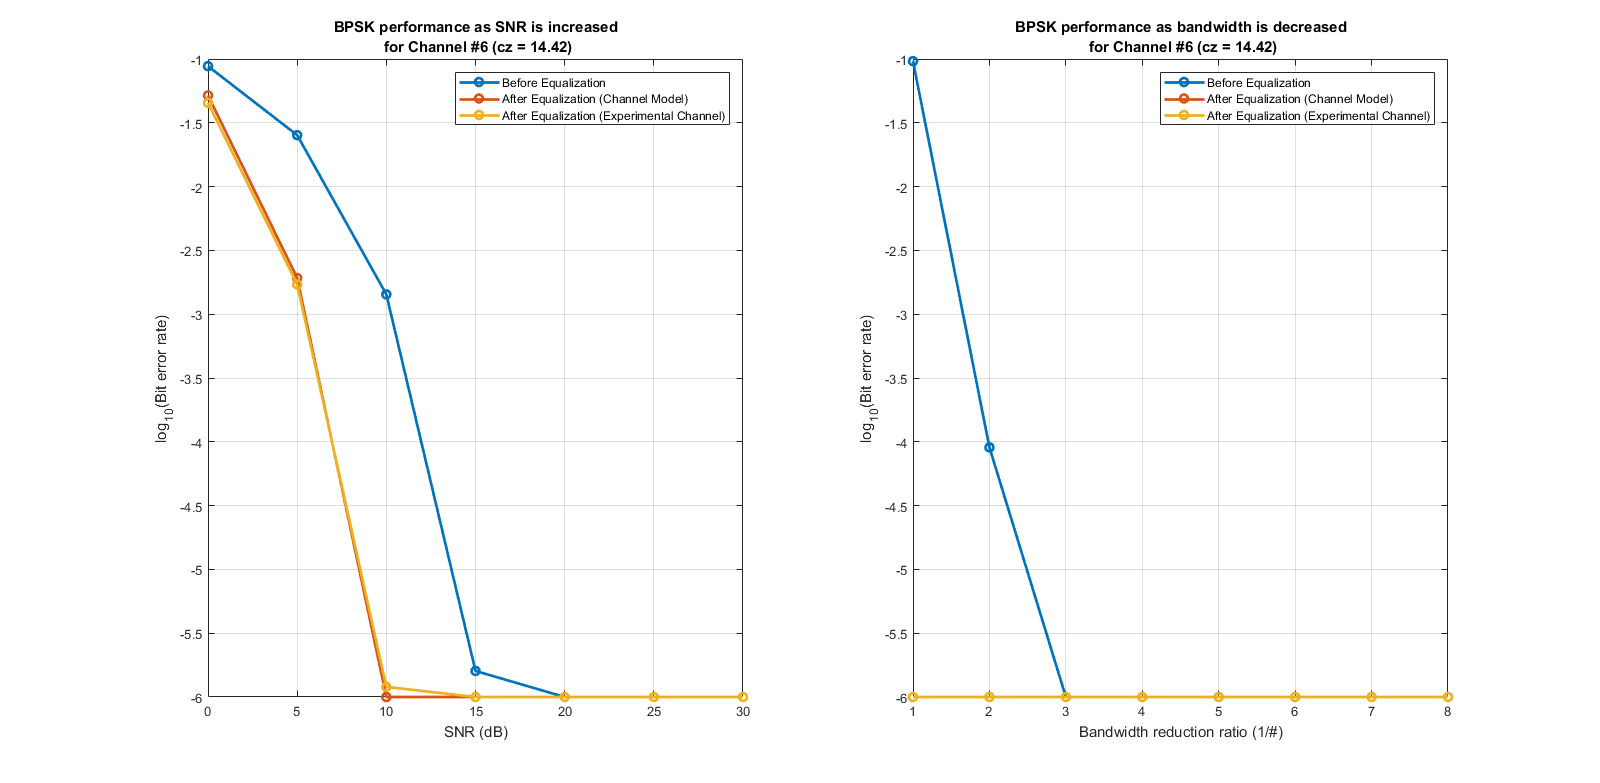 BPSK performance as SNR is increased
for Channel #6 (cz = 14.42)
Before Equalization
After Equalization (Channel Model)
After Equalization (Experimental Channel)
-1
-1.5
-2
-2.5
-3
-3.5
-4
-4.5
-5
-5.5
-6
log10(Bit error rate)
0 5 10 15 20 25 30
SNR (dB)
BPSK performance as bandwidth is decreased
for Channel #6 (cz = 14.42)
Before Equalization
After Equalization (Channel Model)
After Equalization (Experimental Channel)
-1
-1.5
-2
-2.5
-3
-3.5
-4
-4.5
-5
-5.5
-6
log10(Bit error rate)
1 2 3 4 5 6 7 8
Bandwidth reduction ratio (1/#)